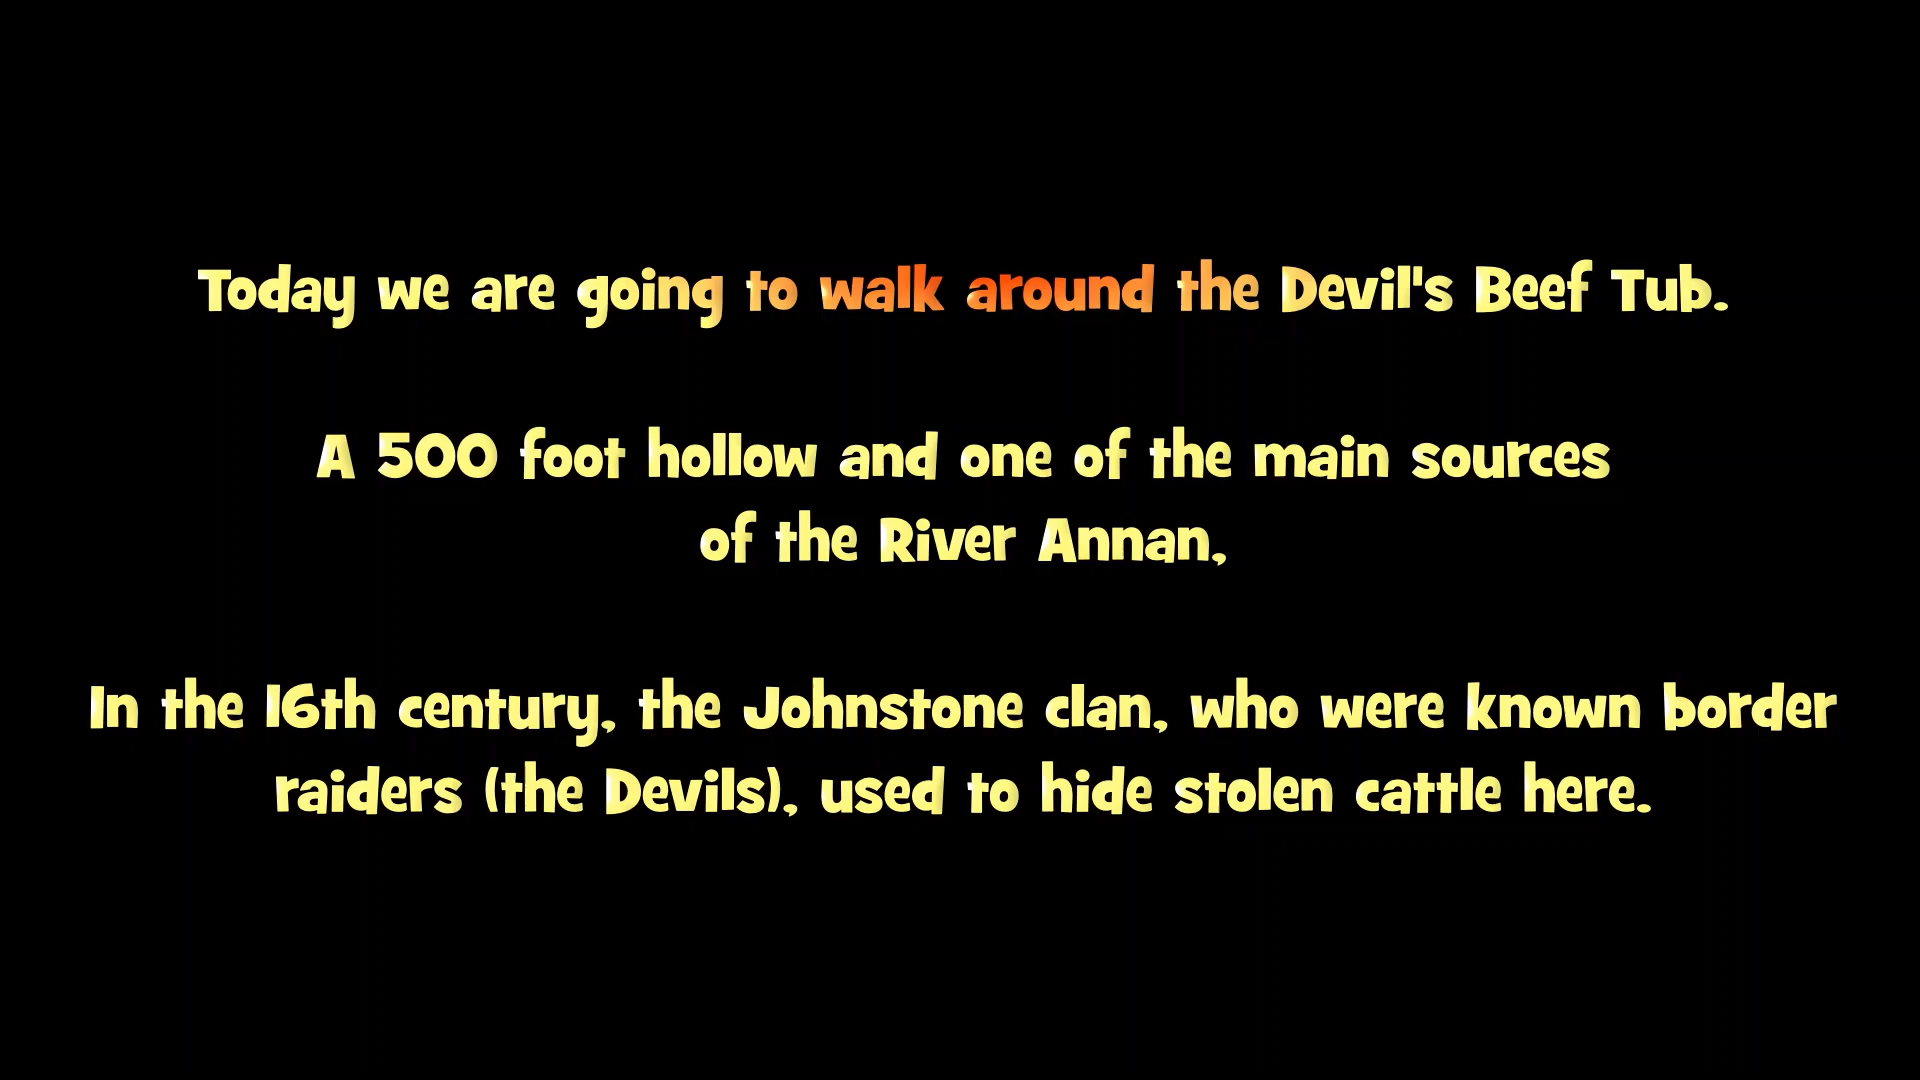 Today we are going to walk around the Devil's Beef Tub.
A 500 foot hollow and one of the main sources
of the River Annan,
In the 16th century, the Johnstone clan, who were known border
raiders (the Devils), used to hide stolen cattle here.